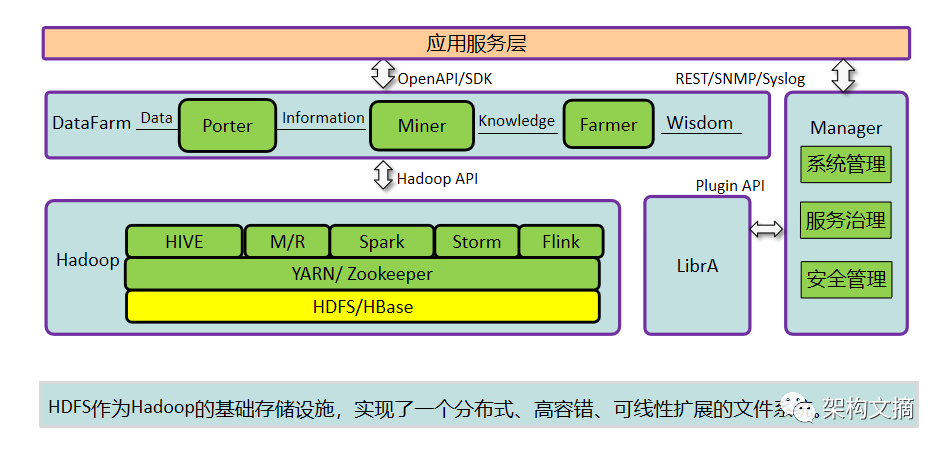 应用服务层
OpenAPI/SDK
REST/SNMP/Syslog
DataFarm Data Porter Information Miner Knowledge Farmer Wisdom
Manager
系统管理
服务治理
安全管理
Hadoop API
Plugin API
Hadoop
HIVE M/R Spark Storm Flink
YARN/ Zookeeper
HDFS/HBase
LibrA
HDFS作为Hadoop的基础存储设施，实现了一个分布式、高容错、可线性扩展的文件系统。
架构文摘